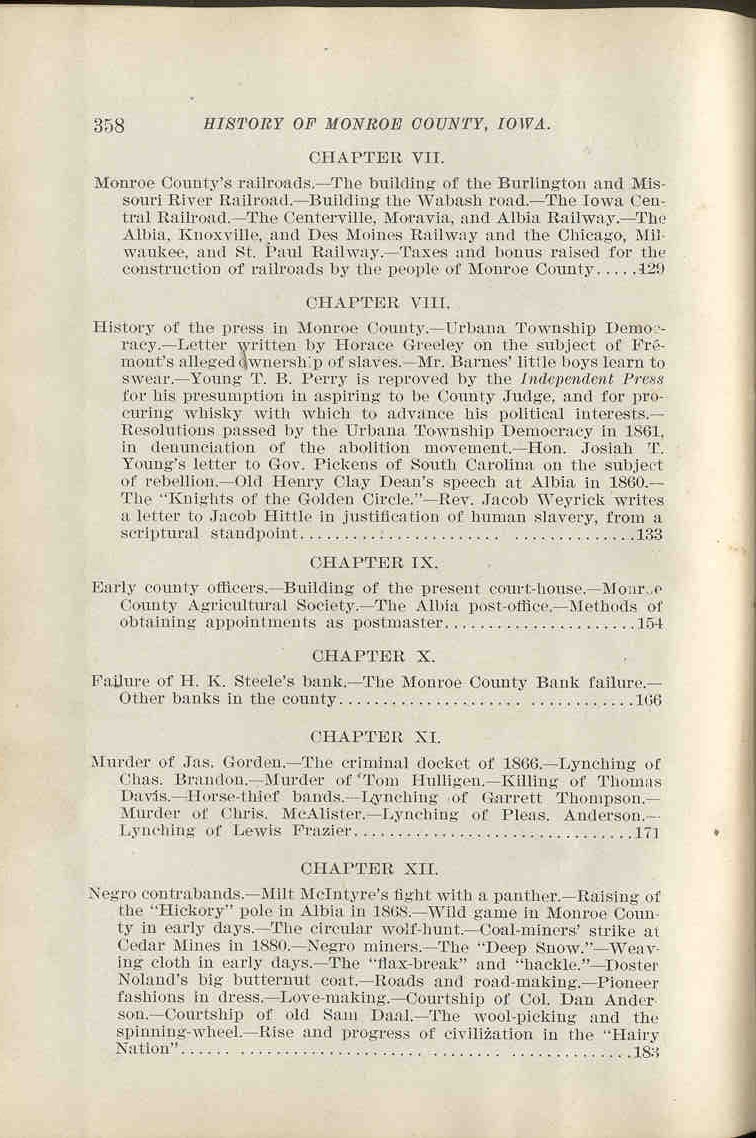 358 HISTORY OF MONROE COUNTY, IOWA.
CHAPTER VII.
Monroe County's railroads.—The building of the Burlington and Mis-
souri River Railroad.—Building the Wabash road.—The Iowa Cen-
tral Railroad.—The Centerville, Moravia, and Albia Railway.—The
Albia, Knoxville, and Des Moines Railway and the Chicago, Mil-
waukee, and St. Paul Railway.—Taxes and bonus raised for the
construction of railroads by the people of Monroe County.....129
CHAPTER VIII.
History of the press in Monroe County.—Urbana Township Democ-
racy.—Letter written by Horace Greeley on the subject of Fré-
mont's alleged ownership of slaves.—Mr. Barnes' little boys learn to
swear.—Young T. B. Perry is reproved by the Independent Press
for his presumption in aspiring to be County Judge, and for pro-
curing whisky with which to advance his political interests.—
Resolutions passed by the Urbana Township Democracy in 1861,
in denunciation of the abolition movement.—Hon. Josiah T.
Young's letter to Gov. Pickens of South Carolina on the subject
of rebellion.—Old Henry Clay Dean's speech at Albia in 1860.—
The "Knights of the Golden Circle."—Rev. Jacob Weyrick writes
a letter to Jacob Hittle in justification of human slavery, from a
scriptural standpoint...................... ..............133
CHAPTER IX.
Early county officers.—Building of the present court-house.—Monroe
County Agricultural Society.—The Albia post-office.—Methods of
obtaining appointments as postmaster......................154
CHAPTER X.
Failure of H. K. Steele's bank.—The Monroe County Bank failure.—
Other banks in the county..................... ............166
CHAPTER XI.
Murder of Jas. Gorden.—The criminal docket of 1866.—Lynching of
Chas. Brandon.—Murder of Tom Hulligen.—Killing of Thomas
Davis.—Horse-thief bands.—Lynching of Garrett Thompson.—
Murder of Chris. McAlister.—Lynching of Pleas. Anderson.—
Lynching of Lewis Frazier................................171
CHAPTER XII.
Negro contrabands.—Milt McIntyre's fight with a panther.—Raising of
the "Hickory" pole in Albia in 1868.—Wild game in Monroe Coun-
ty in early days.—The circular wolf-hunt.—Coal-miners' strike at
Cedar Mines in 1880.—Negro miners.—The "Deep Snow."—Weav-
ing cloth in early days.—The "flax-break" and "hackle."—Doster
Noland's big butternut coat.—Roads and road-making.—Pioneer
fashions in dress.—Love-making.—Courtship of Col. Dan Ander-
son.—Courtship of old Sam Daal.—The wool-picking and the
spinning-wheel.—Rise and progress of civilization in the "Hairy
Nation"...... ..................... ........ ..............183